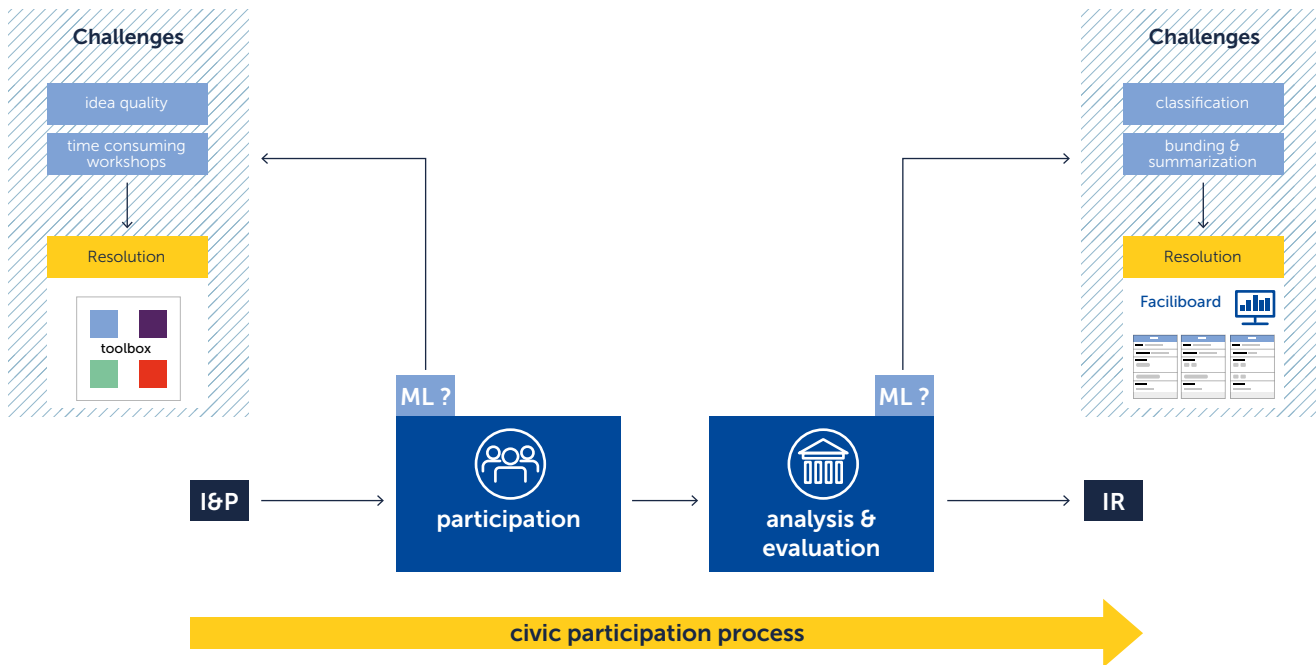 Challenges
idea quality
time consuming
workshops
Resolution
toolbox
Challenges
classification
bunding &
summarization
Resolution
Faciliboard
ML ?
ML ?
I&P
participation
analysis &
evaluation
IR
civic participation process